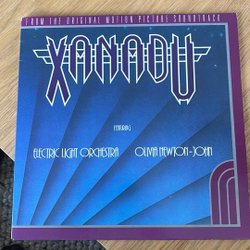 FROM THE ORIGINAL MOTION PICTURE SOUNDTRACK
XANADU
FEATURING
ELECTRIC LIGHT ORCHESTRA OLIVIA NEWTON-JOHN